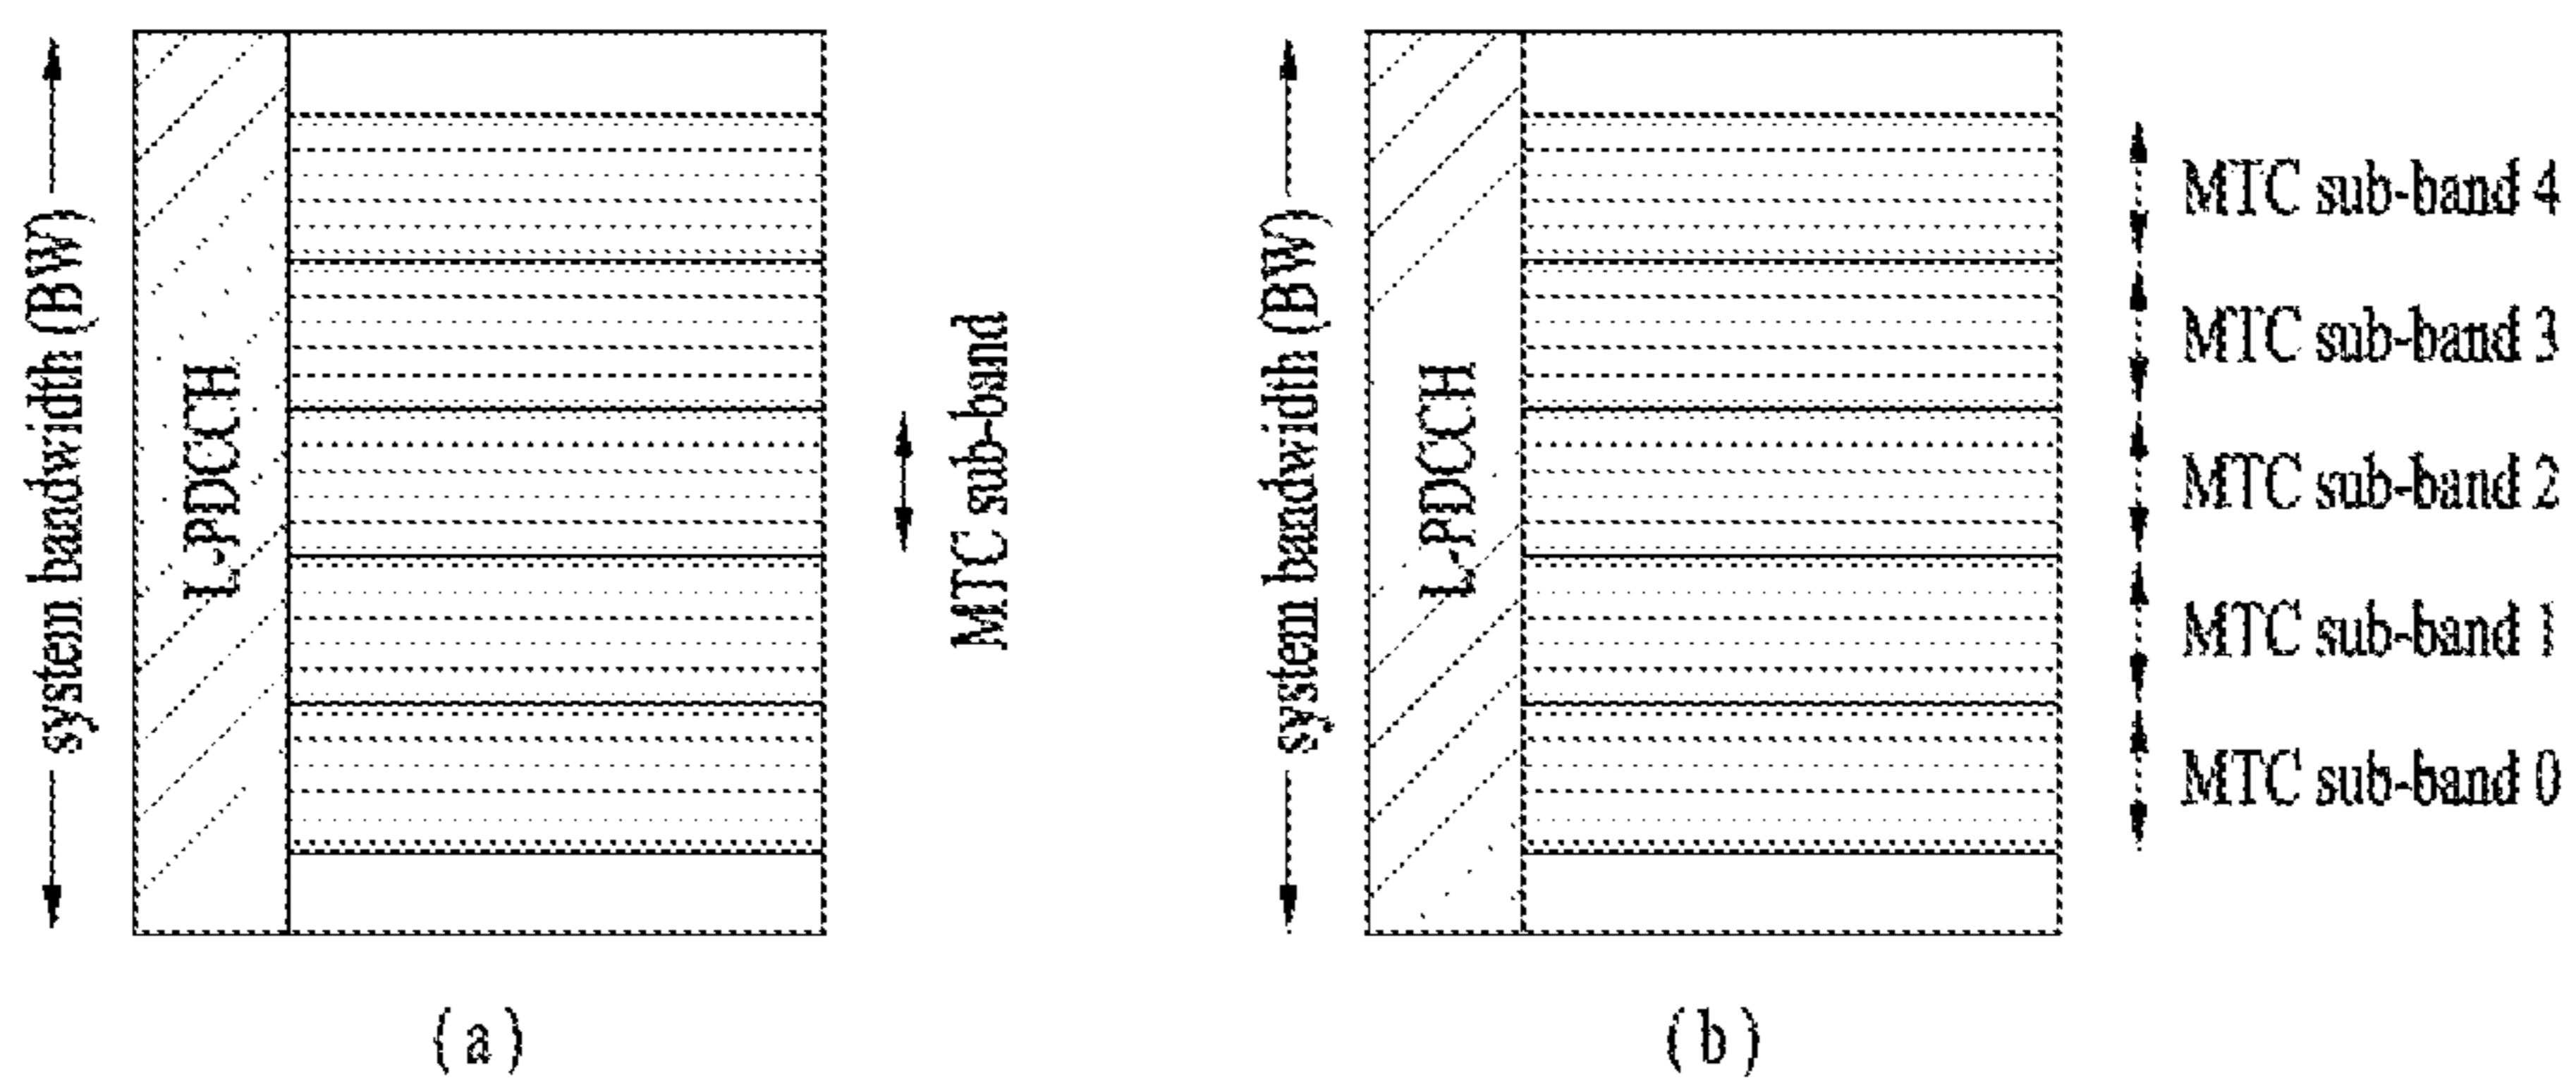 system bandwidth (BW)
L-PDCCH
MTC sub-band
(a)
system bandwidth (BW)
L-PDCCH
MTC sub-band 4
MTC sub-band 3
MTC sub-band 2
MTC sub-band 1
MTC sub-band 0
(b)